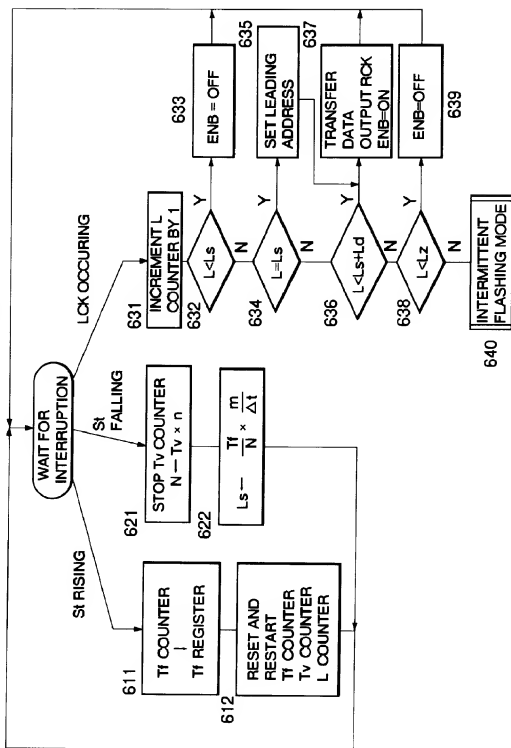 WAIT FOR
INTERRUPTION
St RISING
St
FALLING
LCK OCCURING
611
Tf COUNTER
↓
Tf REGISTER
612
RESET AND
RESTART
Tf COUNTER
Tv COUNTER
L COUNTER
621
STOP Tv COUNTER
N ← Tv × n
622
Ls ← Tf/N × m/Δt
631
INCREMENT L
COUNTER BY 1
632
L<Ls
Y
N
633
ENB = OFF
634
L=Ls
Y
N
635
SET LEADING
ADDRESS
636
L<Ls+Ld
Y
N
637
TRANSFER
DATA
OUTPUT RCK
ENB=ON
638
L<Lz
Y
N
639
ENB=OFF
640
INTERMITTENT
FLASHING MODE